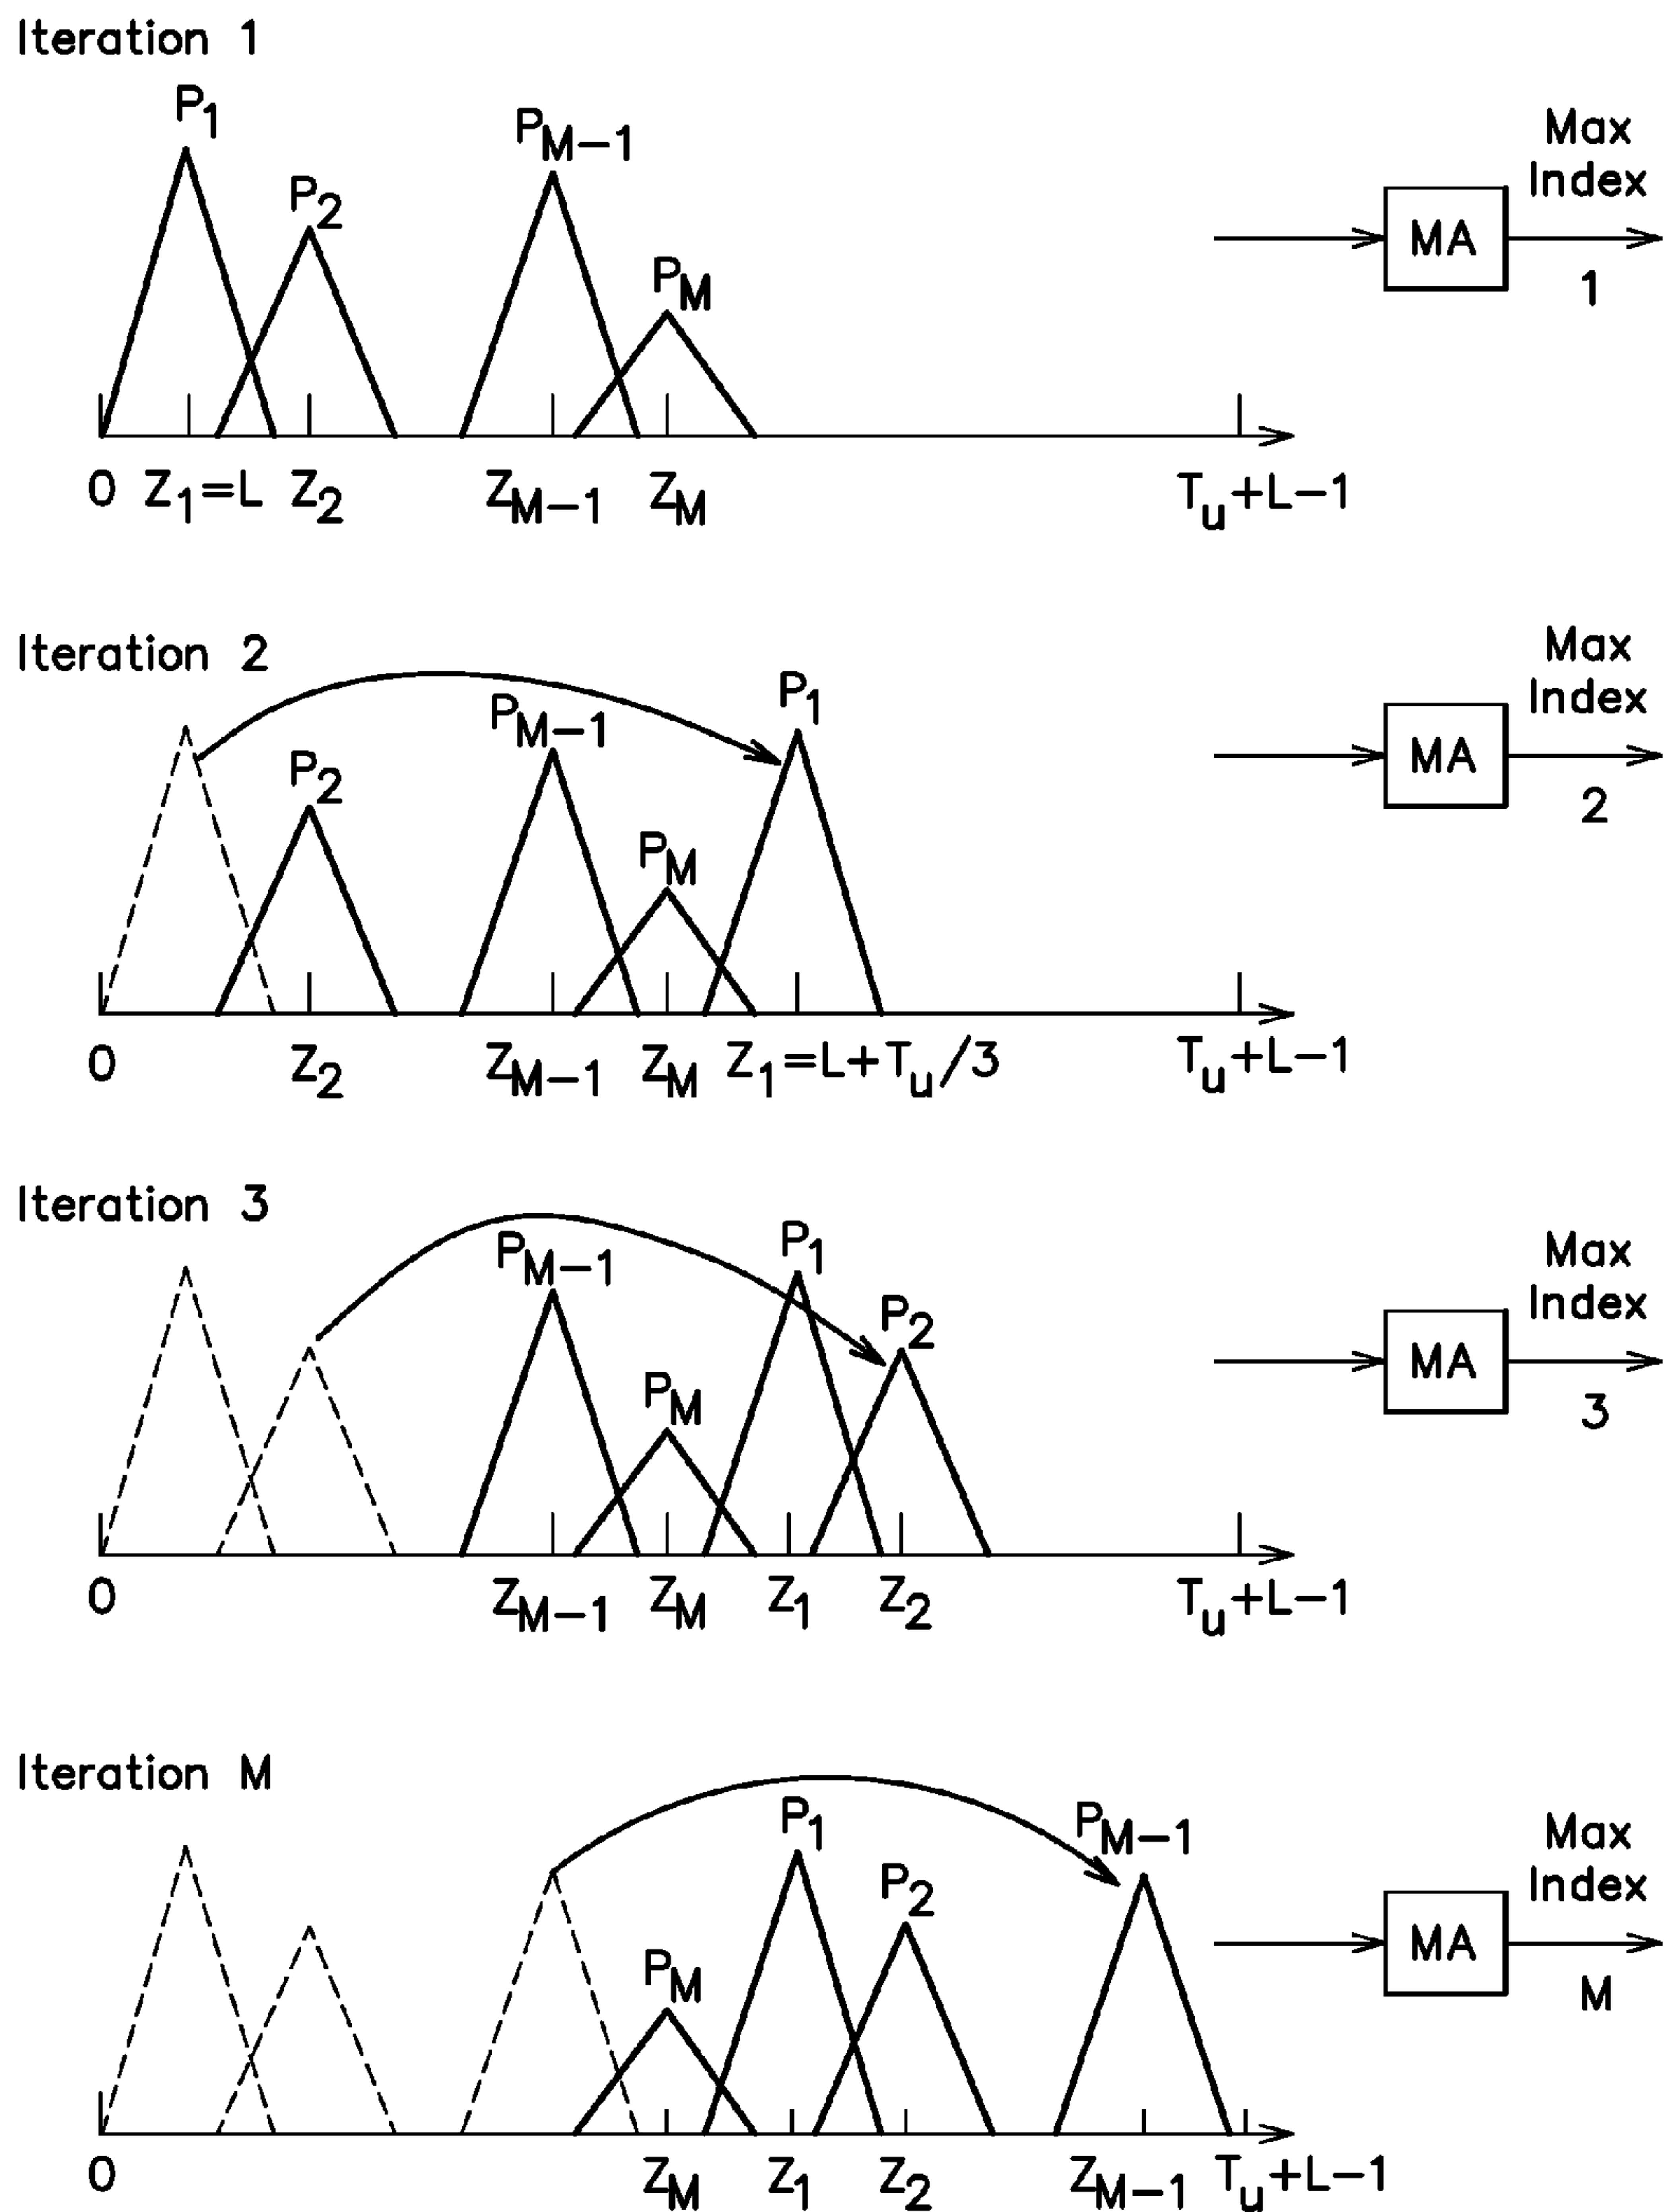 Iteration 1
P1
P2
PM-1
PM
0 Z1=L Z2 ZM-1 ZM Tu+L-1
MA
Max
Index
1
Iteration 2
P2
PM-1
PM
P1
0 Z2 ZM-1 ZM Z1=L+Tu/3 Tu+L-1
MA
Max
Index
2
Iteration 3
PM-1
PM
P1
P2
0 ZM-1 ZM Z1 Z2 Tu+L-1
MA
Max
Index
3
Iteration M
PM
P1
P2
PM-1
0 ZM Z1 Z2 ZM-1 Tu+L-1
MA
Max
Index
M